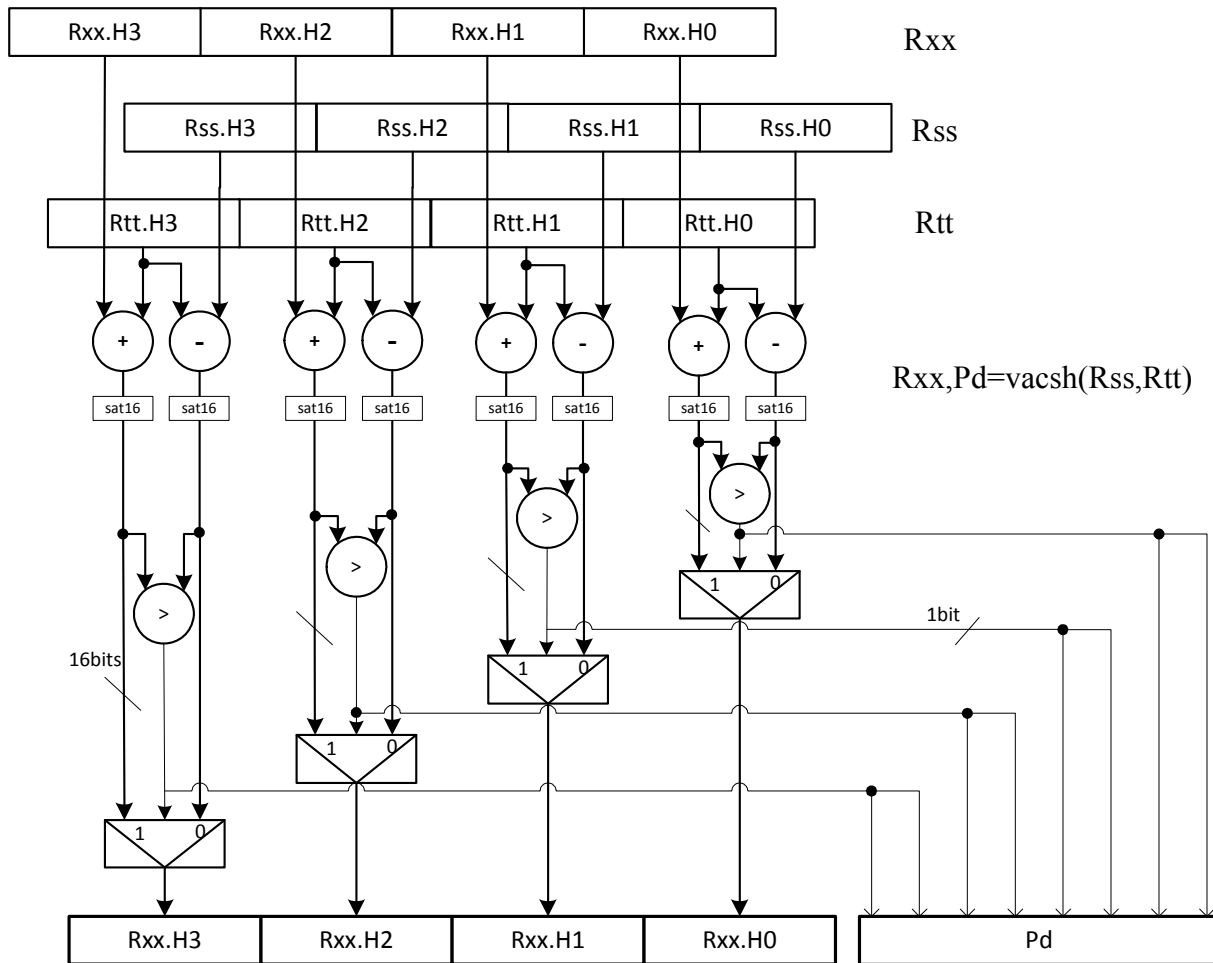 Rxx.H3 Rxx.H2 Rxx.H1 Rxx.H0 Rxx
Rss.H3 Rss.H2 Rss.H1 Rss.H0 Rss
Rtt.H3 Rtt.H2 Rtt.H1 Rtt.H0 Rtt
+ - + - + - + -
Rxx,Pd=vacsh(Rss,Rtt)
sat16 sat16 sat16 sat16 sat16 sat16 sat16 sat16
>
>
>
>
1 0
1bit
16bits
1 0
1 0
1 0
Rxx.H3 Rxx.H2 Rxx.H1 Rxx.H0 Pd